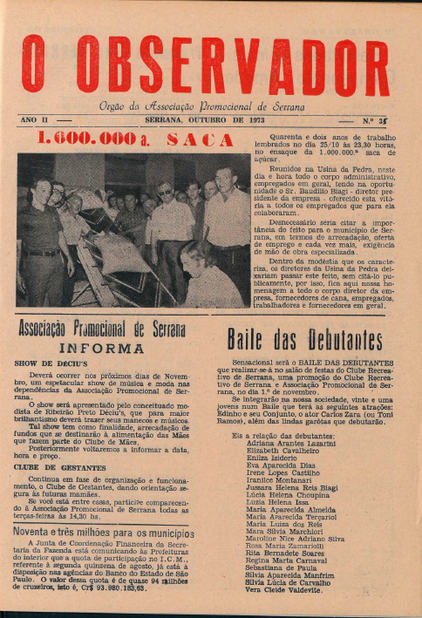 O OBSERVADOR
Orgão da Associação Promocional de Serrana
ANO II — SERRANA, OUTUBRO DE 1973 — N.º
1.600.000a. SACA
Quarenta e dois anos de trabalho
lembrados no dia 25/10 às 23,30 horas,
no ensaque da 1.000.000.ª saca de
açucar.
Reunidos na Usina da Pedra, neste
dia e hora todo o corpo administrativo,
empregados em geral, tendo na oportu-
nidade o Sr. Baudilio Biagi - diretor pre-
sidente da empresa - oferecido esta vitó-
ria a todos os empregados que para ela
colaboraram.
Desnecessário seria citar a impor-
tância do feito para o município de Ser-
rana, em termos de arrecadação, oferta
de emprego e cada vez mais, exigência
de mão de obra especializada.
Dentro da modéstia que os caracte-
riza, os diretores da Usina da Pedra dei-
xariam passar este feito, sem citá-lo pu-
blicamente, por isso, fica aqui nossa ho-
menagem a todo o corpo diretor da em-
presa, fornecedores de cana, empregados,
trabalhadores e fornecedores em geral.
Associação Promocional de Serrana
INFORMA
SHOW DE DÉCIU'S
Deverá ocorrer nos próximos dias de Novem-
bro, um espetacular show de música e moda nas
dependências da Associação Promocional de Ser-
rana.
O show será apresentado pelo conceituado mo-
dista de Ribeirão Preto Déciu's, que para maior
brilhantismo deverá trazer seus manecos e músicos.
Tal show tem como finalidade, arrecadação de
fundos que se destinarão à alimentação das Mães
que fazem parte do Clube de Mães.
Posteriormente voltaremos a informar a data,
hora e preço.
CLUBE DE GESTANTES
Continua em fase de organização e funciona-
mento, o Clube de Gestantes, dando orientação se-
gura às futuras mamães.
Se você está entre essas, participe comparecen-
do à Associação Promocional de Serrana todas as
terças-feiras às 14,30 hs.
Noventa e três milhões para os municipios
A Junta de Coordenação Financeira da Secre-
taria da Fazenda está comunicando às Prefeituras
do interior que a quota de participação no I.C.M.,
referente à segunda quinzena de agosto, já está à
disposição nas agências do Banco do Estado de São
Paulo. O valor dessa quota é de quase 94 milhões
de cruzeiros, isto é, Cr$ 93.980.183,63.
Baile das Debutantes
Sensacional será o BAILE DAS DEBUTANTES
que realizar-se-á no salão de festas do Clube Recrea-
tivo de Serrana, uma promoção do Clube Recreati-
vo de Serrana e Associação Promocional de Ser-
rana, no dia 1.º de novembro.
Se integrarão na nossa sociedade, vinte e uma
jovens num Baile que terá as seguintes atrações:
Edinho e seu Conjunto, o ator Carlos Zara (ou Toni
Ramos), além das lindas garôtas que debutarão.
Eis a relação das debutantes:
Adriana Arantes Lazarini
Elizabeth Cavalheiro
Enilza Izidorio
Eva Aparecida Dias
Irene Lopes Castilho
Iranilce Montanari
Jussara Helena Reis Biagi
Lúcia Helena Choupina
Luzia Helena Issa
Maria Aparecida Almeida
Maria Aparecida Terçariol
Maria Luisa dos Reis
Mara Silvia Marchiori
Maroline Nice Adriano Silva
Rosa Maria Zamariolli
Rita Bernadete Soares
Regina Marta Carnaval
Sebastiana de Paula
Silvia Aparecida Manfrim
Silvia Lúcia de Carvalho
Vera Cleide Valdevite.